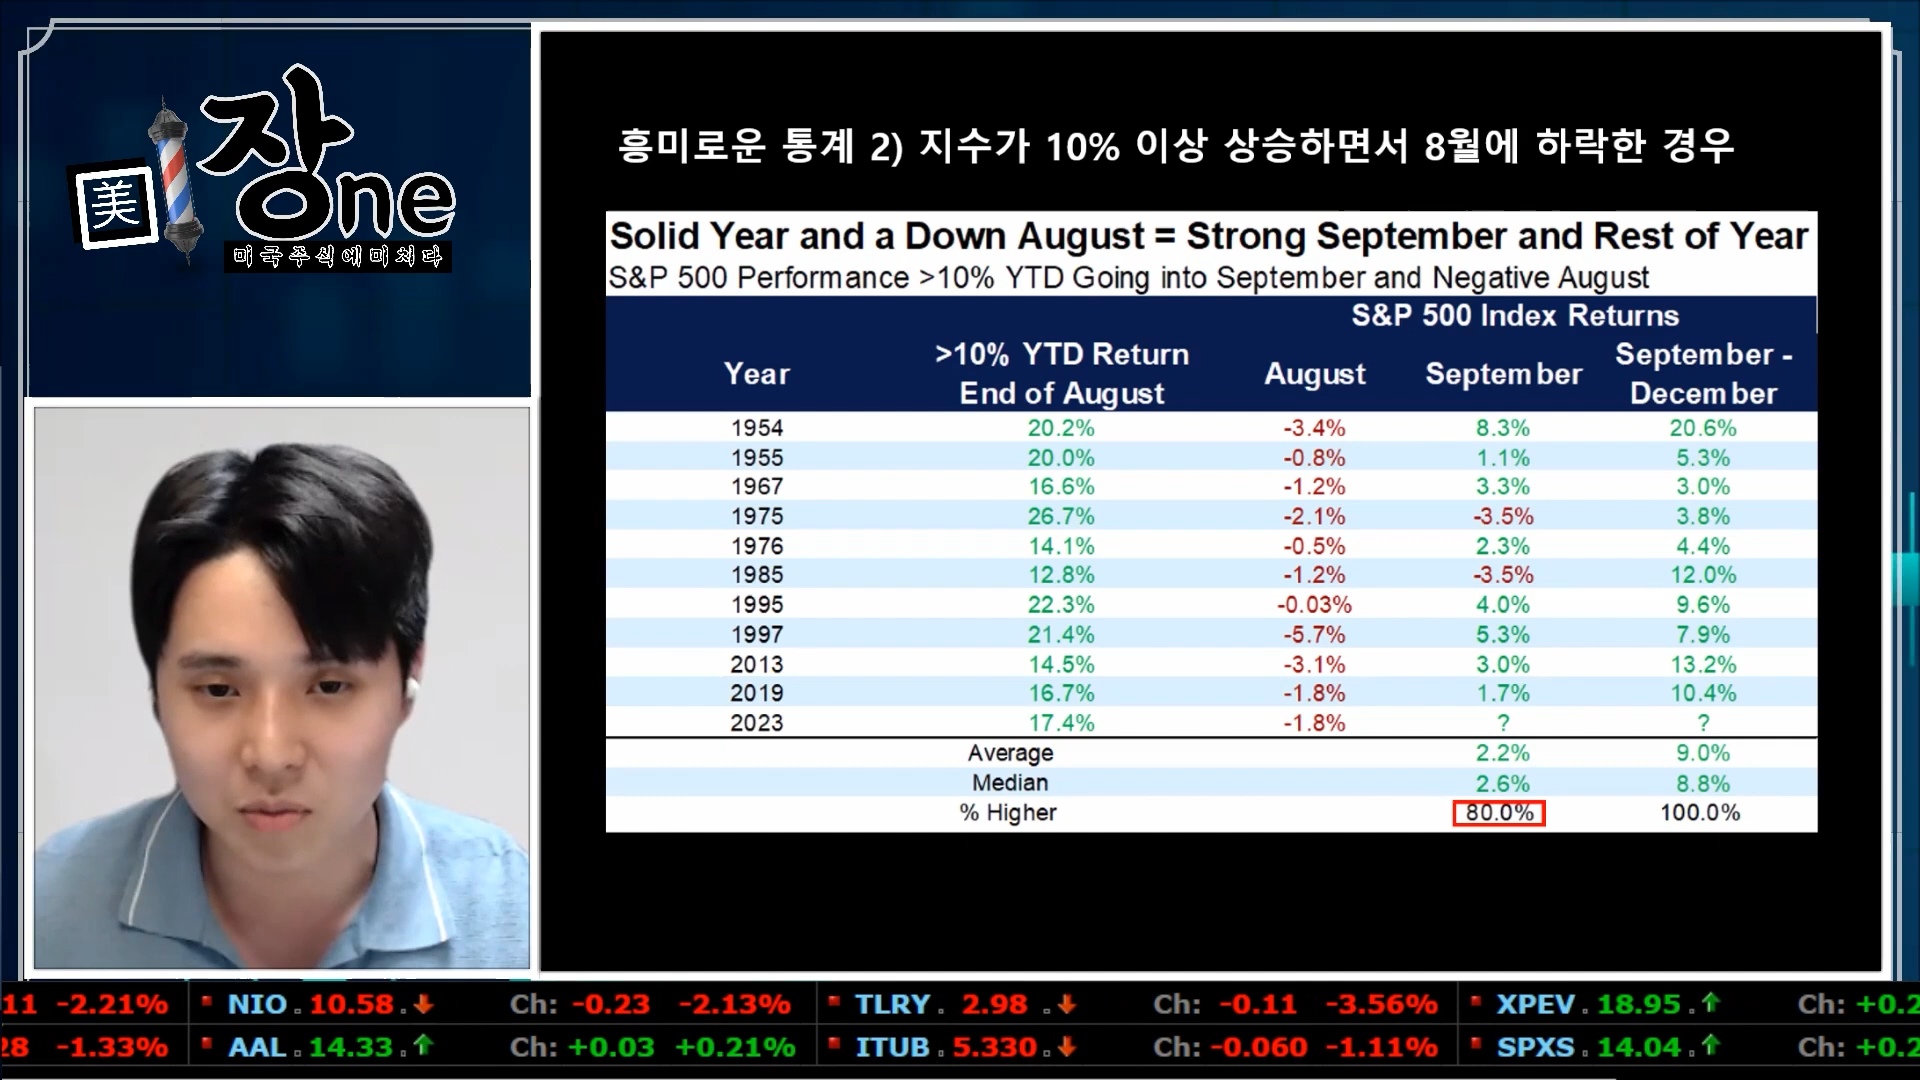 장one
美
미국주식에미치다
흥미로운 통계 2) 지수가 10% 이상 상승하면서 8월에 하락한 경우
Solid Year and a Down August = Strong September and Rest of Year
S&P 500 Performance >10% YTD Going into September and Negative August
S&P 500 Index Returns
Year >10% YTD Return End of August August September September - December
1954 20.2% -3.4% 8.3% 20.6%
1955 20.0% -0.8% 1.1% 5.3%
1967 16.6% -1.2% 3.3% 3.0%
1975 26.7% -2.1% -3.5% 3.8%
1976 14.1% -0.5% 2.3% 4.4%
1985 12.8% -1.2% -3.5% 12.0%
1995 22.3% -0.03% 4.0% 9.6%
1997 21.4% -5.7% 5.3% 7.9%
2013 14.5% -3.1% 3.0% 13.2%
2019 16.7% -1.8% 1.7% 10.4%
2023 17.4% -1.8% ? ?
Average 2.2% 9.0%
Median 2.6% 8.8%
% Higher 80.0% 100.0%
11 -2.21% NIO 10.58 Ch: -0.23 -2.13% TLRY 2.98 Ch: -0.11 -3.56% XPEV 18.95 Ch: +0.2
28 -1.33% AAL 14.33 Ch: +0.03 +0.21% ITUB 5.330 Ch: -0.060 -1.11% SPXS 14.04 Ch: +0.2